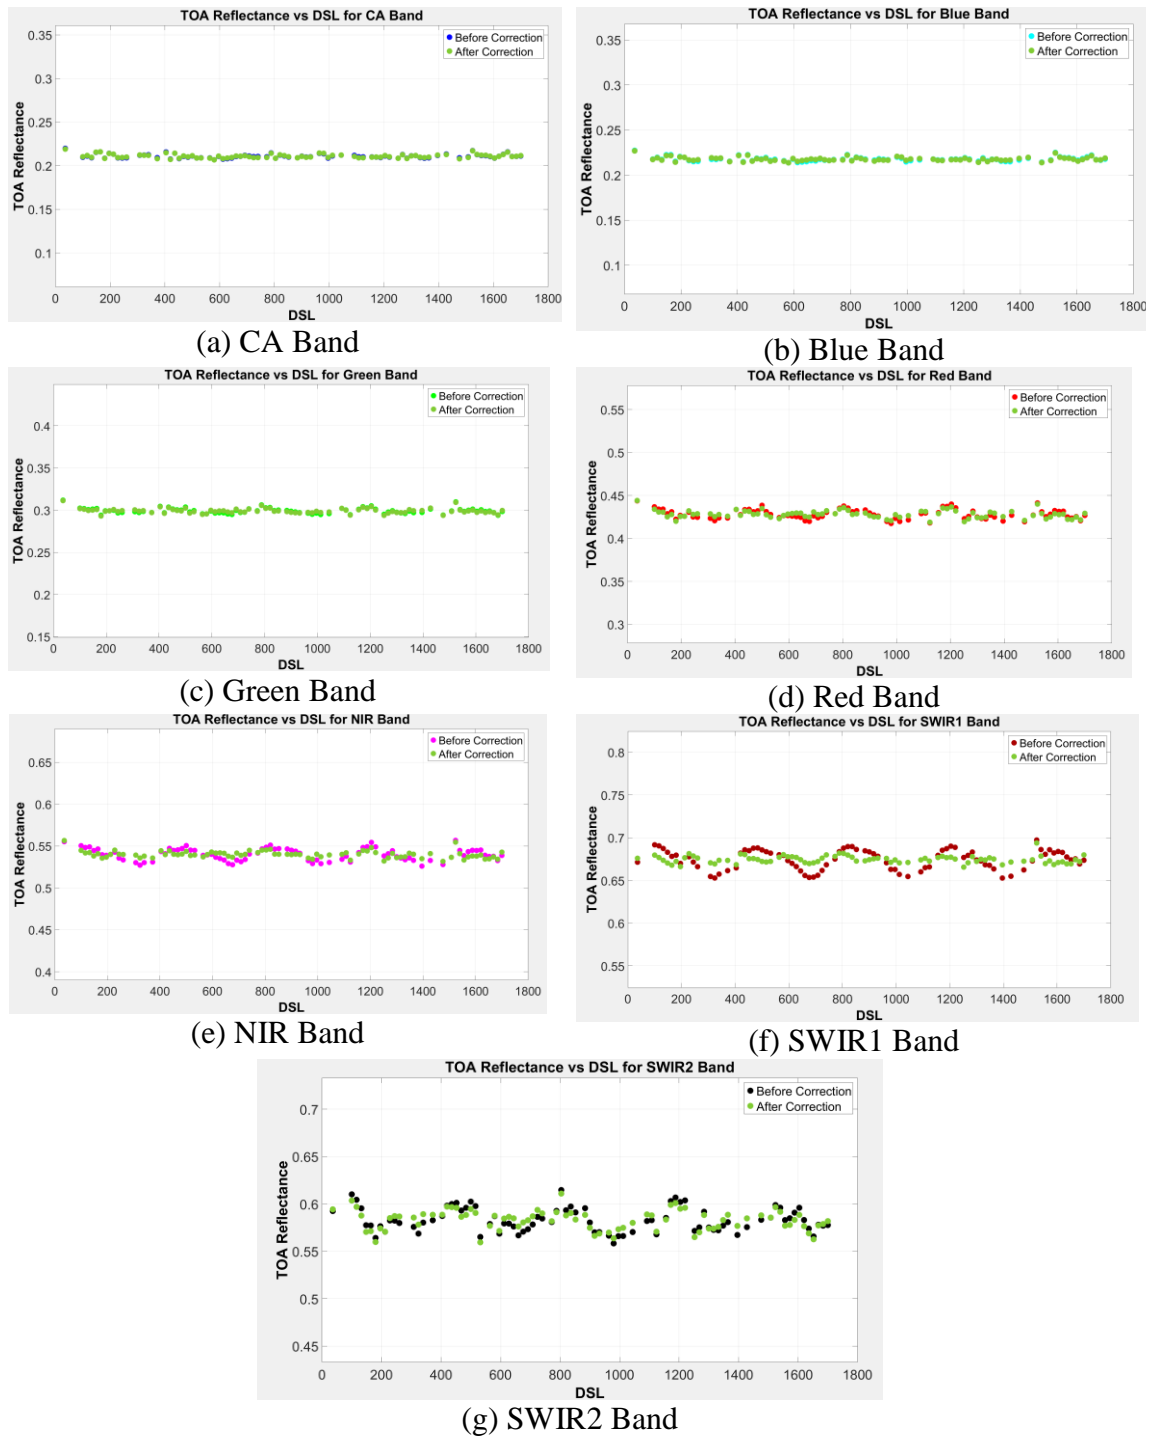 TOA Reflectance vs DSL for CA Band
0.35
0.3
0.25
0.2
0.15
0.1
TOA Reflectance
Before Correction
After Correction
0 200 400 600 800 1000 1200 1400 1600 1800
DSL
(a) CA Band
TOA Reflectance vs DSL for Blue Band
0.35
0.3
0.25
0.2
0.15
0.1
TOA Reflectance
Before Correction
After Correction
0 200 400 600 800 1000 1200 1400 1600 1800
DSL
(b) Blue Band
TOA Reflectance vs DSL for Green Band
0.4
0.35
0.3
0.25
0.2
0.15
TOA Reflectance
Before Correction
After Correction
0 200 400 600 800 1000 1200 1400 1600 1800
DSL
(c) Green Band
TOA Reflectance vs DSL for Red Band
0.55
0.5
0.45
0.4
0.35
0.3
TOA Reflectance
Before Correction
After Correction
0 200 400 600 800 1000 1200 1400 1600 1800
DSL
(d) Red Band
TOA Reflectance vs DSL for NIR Band
0.65
0.6
0.55
0.5
0.45
0.4
TOA Reflectance
Before Correction
After Correction
0 200 400 600 800 1000 1200 1400 1600 1800
DSL
(e) NIR Band
TOA Reflectance vs DSL for SWIR1 Band
0.8
0.75
0.7
0.65
0.6
0.55
TOA Reflectance
Before Correction
After Correction
0 200 400 600 800 1000 1200 1400 1600 1800
DSL
(f) SWIR1 Band
TOA Reflectance vs DSL for SWIR2 Band
0.7
0.65
0.6
0.55
0.5
0.45
TOA Reflectance
Before Correction
After Correction
0 200 400 600 800 1000 1200 1400 1600 1800
DSL
(g) SWIR2 Band